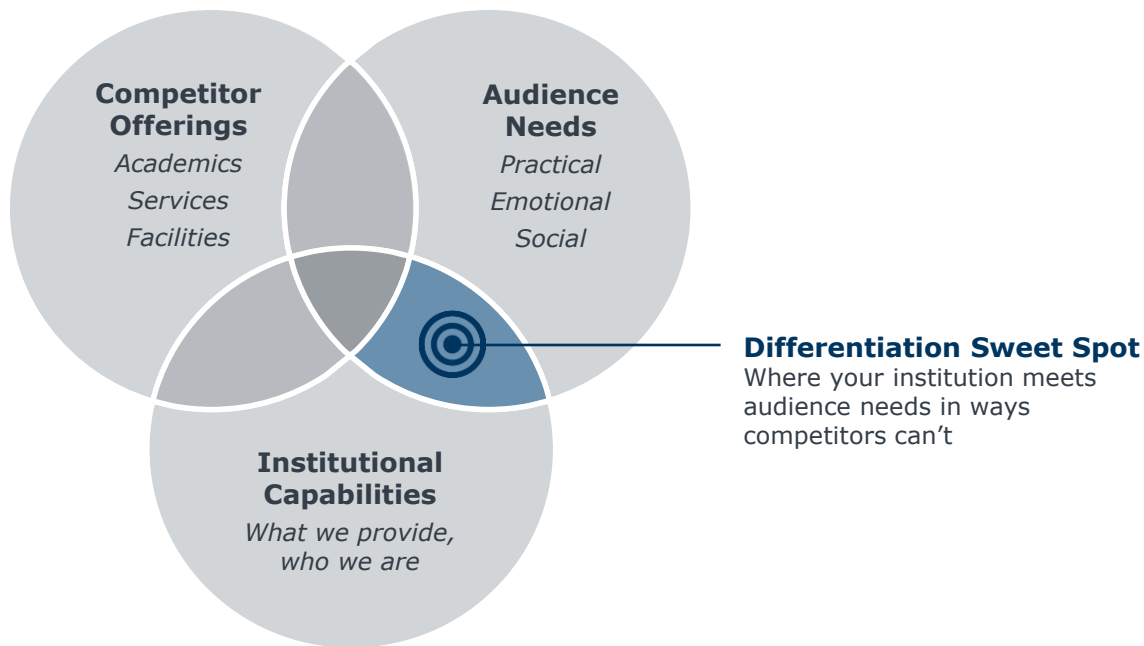 Competitor
Offerings
Academics
Services
Facilities
Audience
Needs
Practical
Emotional
Social
Differentiation Sweet Spot
Where your institution meets
audience needs in ways
competitors can’t
Institutional
Capabilities
What we provide,
who we are